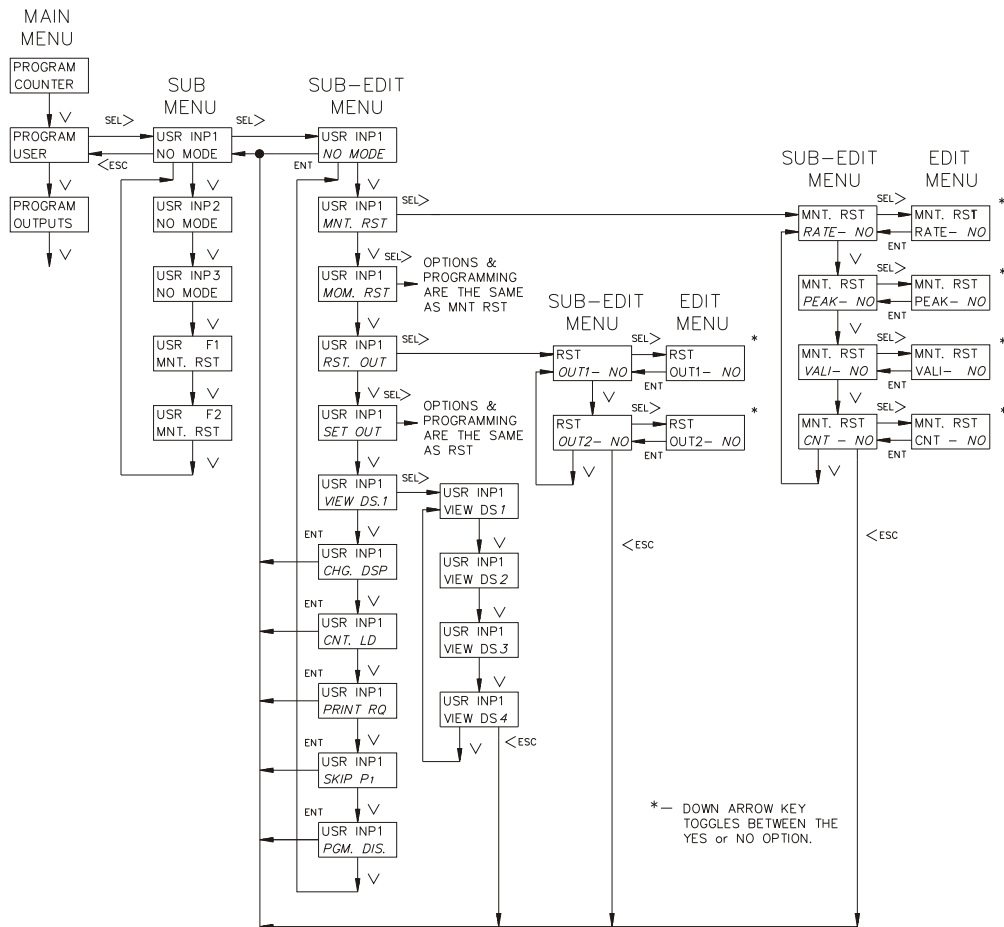 MAIN
MENU
PROGRAM
COUNTER
V
PROGRAM
USER
SEL>
<ESC
V
PROGRAM
OUTPUTS
V
SUB
MENU
USR INP1
NO MODE
SEL>
V
USR INP2
NO MODE
V
USR INP3
NO MODE
V
USR F1
MNT. RST
V
USR F2
MNT. RST
V
SUB-EDIT
MENU
USR INP1
NO MODE
ENT
V
USR INP1
MNT. RST
SEL>
V
SEL>
USR INP1
MOM. RST
OPTIONS &
PROGRAMMING
ARE THE SAME
AS MNT RST
V
USR INP1
RST. OUT
SEL>
V
SEL>
USR INP1
SET OUT
OPTIONS &
PROGRAMMING
ARE THE SAME
AS RST
V
USR INP1
VIEW DS.1
SEL>
V
ENT
USR INP1
CHG. DSP
V
ENT
USR INP1
CNT. LD
V
ENT
USR INP1
PRINT RQ
V
ENT
USR INP1
SKIP P1
V
ENT
USR INP1
PGM. DIS.
V
USR INP1
VIEW DS1
V
USR INP1
VIEW DS2
V
USR INP1
VIEW DS3
V
USR INP1
VIEW DS4
V
<ESC
SUB-EDIT
MENU
EDIT
MENU
RST
OUT1- NO
SEL>
ENT
RST
OUT1- NO
*
V
RST
OUT2- NO
SEL>
ENT
RST
OUT2- NO
*
V
<ESC
SUB-EDIT
MENU
EDIT
MENU
MNT. RST
RATE- NO
SEL>
ENT
MNT. RST
RATE- NO
*
V
MNT. RST
PEAK- NO
SEL>
ENT
MNT. RST
PEAK- NO
*
V
MNT. RST
VALI- NO
SEL>
ENT
MNT. RST
VALI- NO
*
V
MNT. RST
CNT - NO
SEL>
ENT
MNT. RST
CNT - NO
*
V
<ESC
*- DOWN ARROW KEY
TOGGLES BETWEEN THE
YES or NO OPTION.